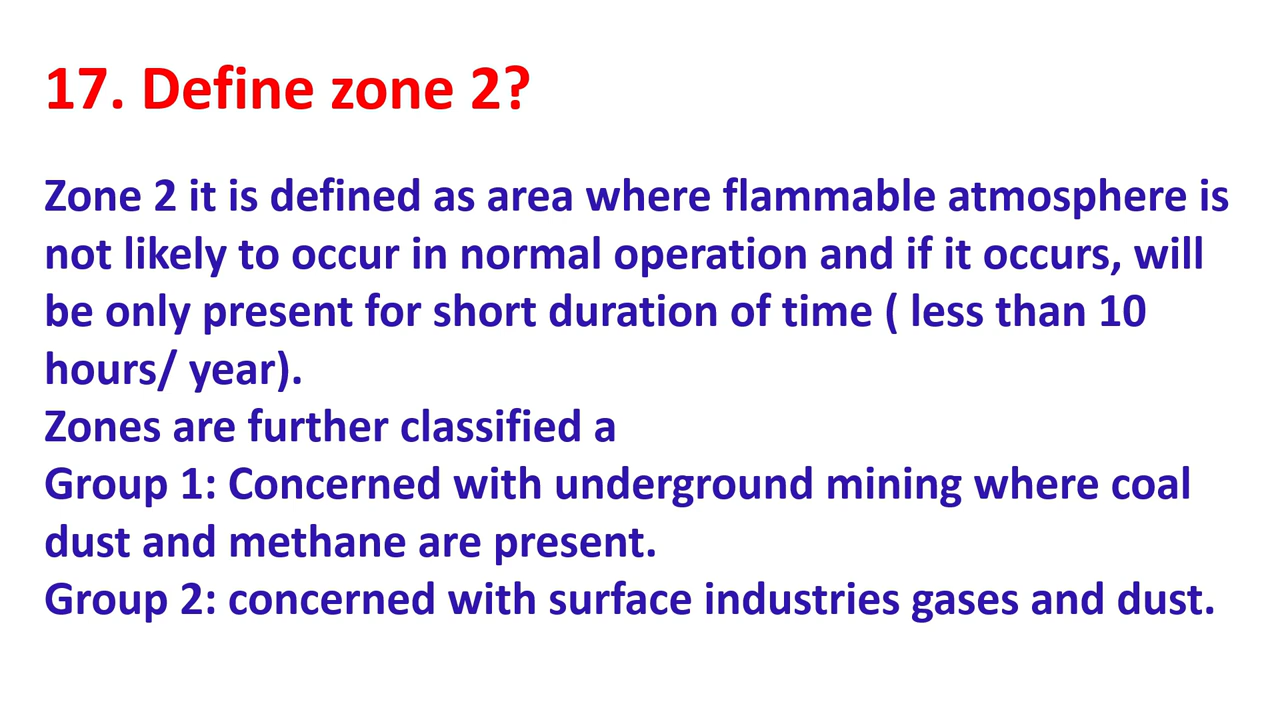 17. Define zone 2?
Zone 2 it is defined as area where flammable atmosphere is
not likely to occur in normal operation and if it occurs, will
be only present for short duration of time ( less than 10
hours/ year).
Zones are further classified a
Group 1: Concerned with underground mining where coal
dust and methane are present.
Group 2: concerned with surface industries gases and dust.